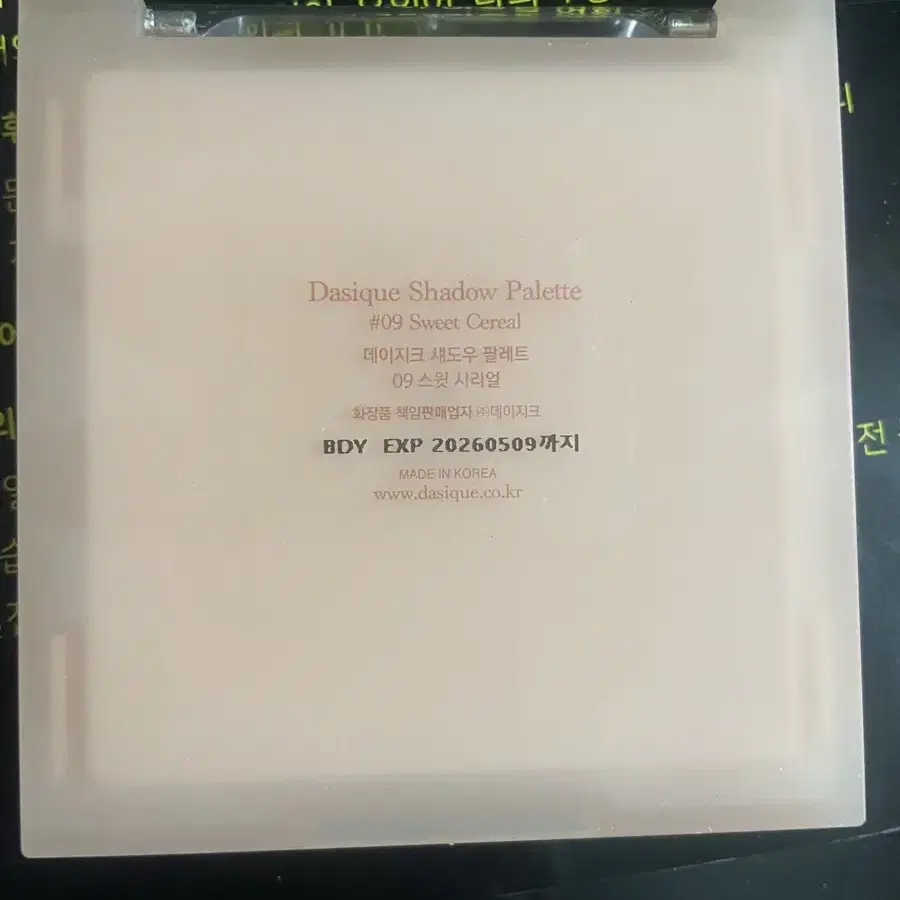 Dasique Shadow Palette
#09 Sweet Cereal
데이지크 섀도우 팔레트
09 스윗 시리얼
화장품 책임판매업자 ㈜데이지크
BDY EXP 20260509까지
MADE IN KOREA
www.dasique.co.kr
전